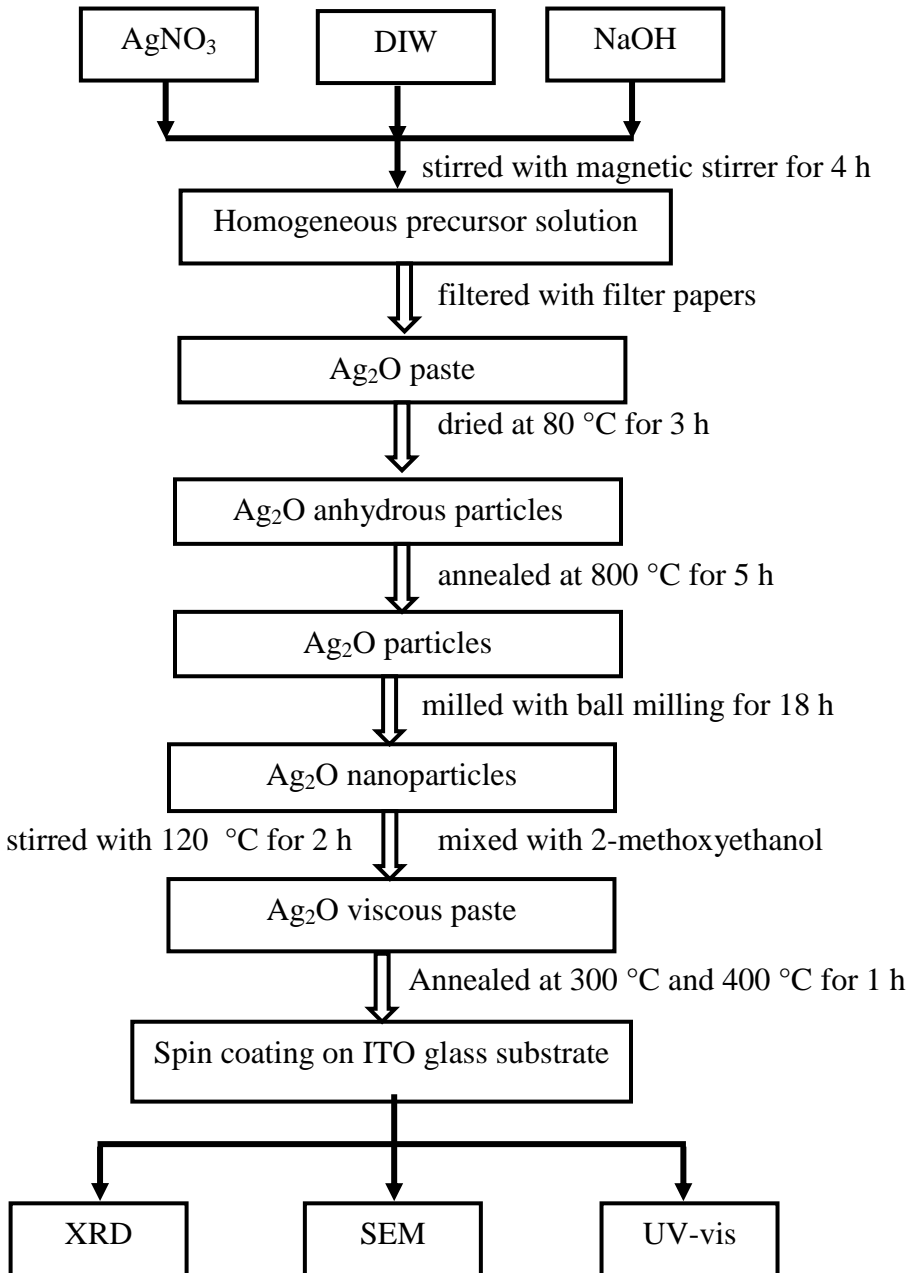 AgNO₃
DIW
NaOH
stirred with magnetic stirrer for 4 h
Homogeneous precursor solution
filtered with filter papers
Ag₂O paste
dried at 80 °C for 3 h
Ag₂O anhydrous particles
annealed at 800 °C for 5 h
Ag₂O particles
milled with ball milling for 18 h
Ag₂O nanoparticles
stirred with 120 °C for 2 h
mixed with 2-methoxyethanol
Ag₂O viscous paste
Annealed at 300 °C and 400 °C for 1 h
Spin coating on ITO glass substrate
XRD
SEM
UV-vis